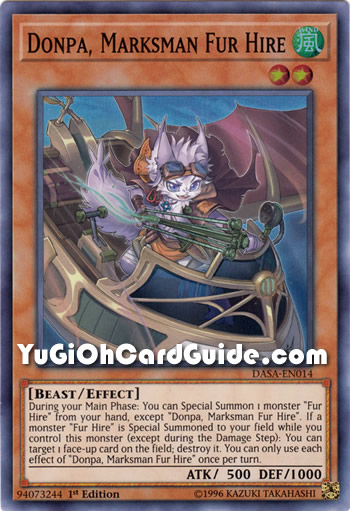 Donpa, Marksman Fur Hire
WIND
風
YuGiOhCardGuide.com
DASA-EN014
[Beast/Effect]
During your Main Phase: You can Special Summon 1 monster "Fur
Hire" from your hand, except "Donpa, Marksman Fur Hire". If a
monster "Fur Hire" is Special Summoned to your field while you
control this monster (except during the Damage Step): You can
target 1 face-up card on the field; destroy it. You can only use each
effect of "Donpa, Marksman Fur Hire" once per turn.
ATK/ 500 DEF/1000
94073244 1st Edition ©1996 KAZUKI TAKAHASHI